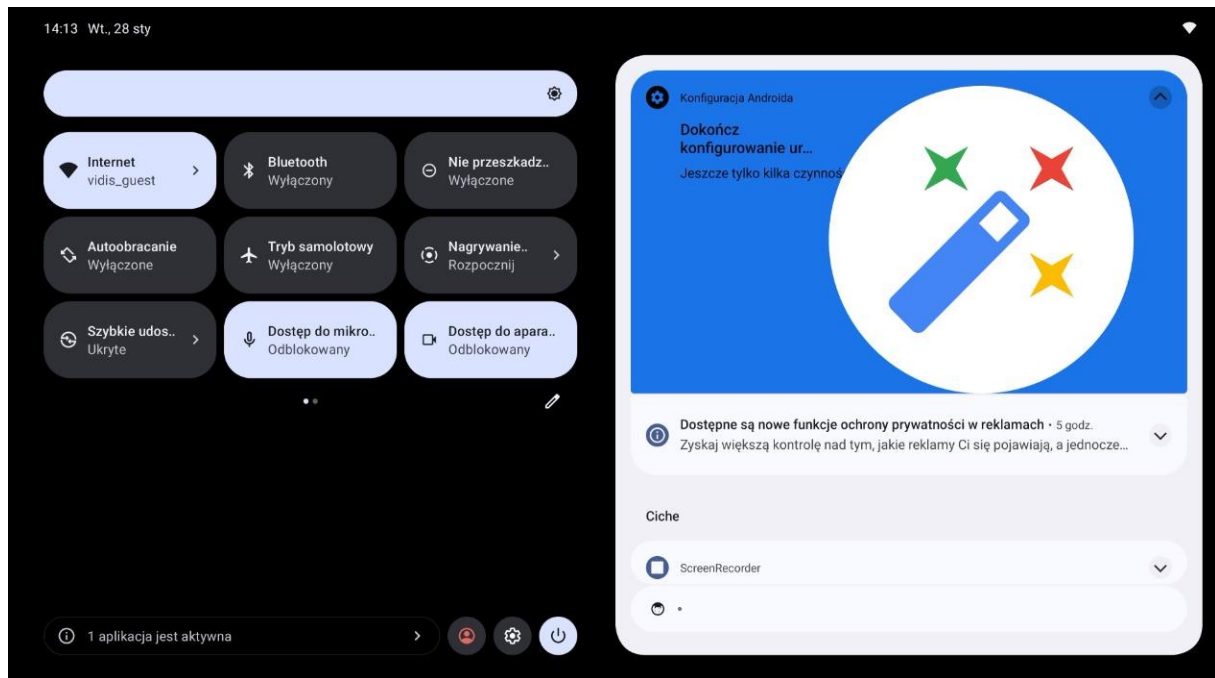 14:13 Wt., 28 sty
Internet
vidis_guest
Bluetooth
Wyłączony
Nie przeszkadz..
Wyłączone
Autoobracanie
Wyłączone
Tryb samolotowy
Wyłączony
Nagrywanie..
Rozpocznij
Szybkie udos..
Ukryte
Dostęp do mikro..
Odblokowany
Dostęp do apara..
Odblokowany
1 aplikacja jest aktywna
Konfiguracja Androida
Dokończ
konfigurowanie ur...
Jeszcze tylko kilka czynnoś
Dostępne są nowe funkcje ochrony prywatności w reklamach • 5 godz.
Zyskaj większą kontrolę nad tym, jakie reklamy Ci się pojawiają, a jednocze...
Ciche
ScreenRecorder